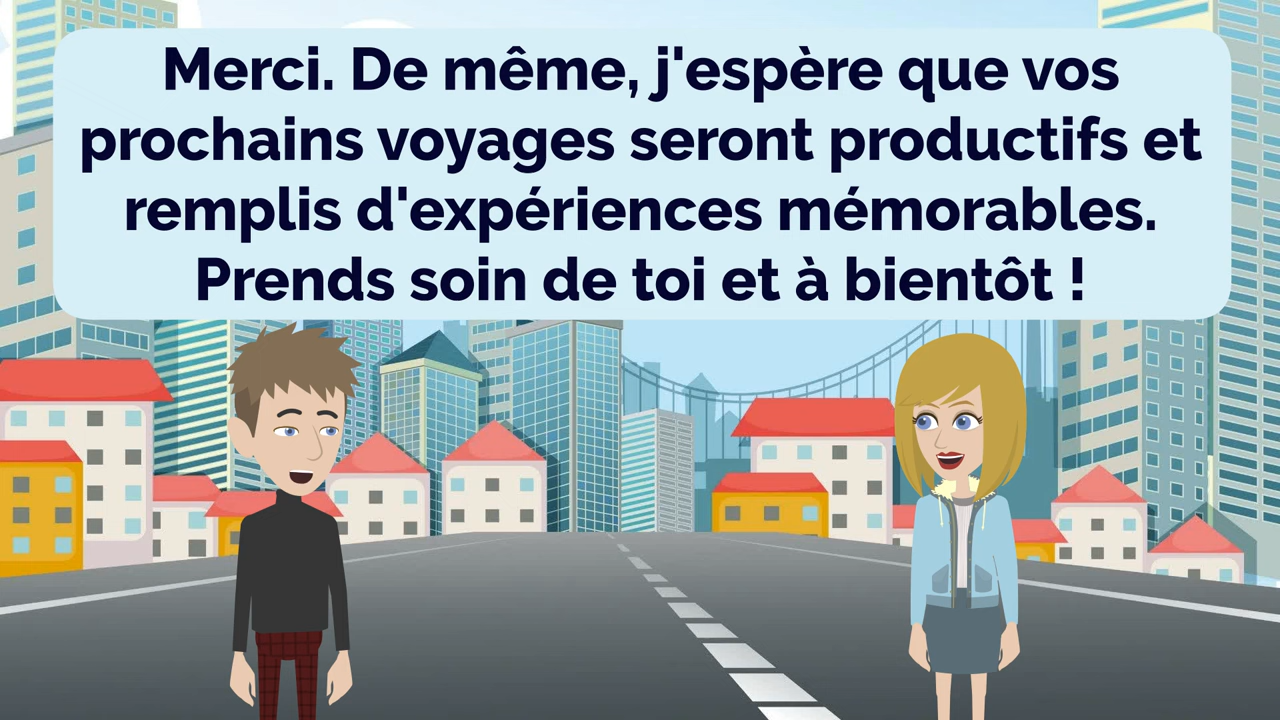 Merci. De même, j'espère que vos
prochains voyages seront productifs et
remplis d'expériences mémorables.
Prends soin de toi et à bientôt !